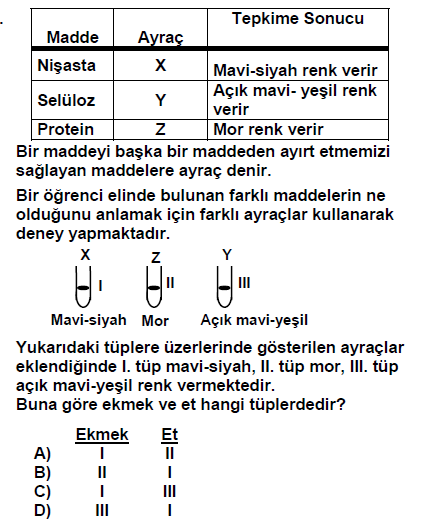 .
Madde Ayraç Tepkime Sonucu
Nişasta X Mavi-siyah renk verir
Selüloz Y Açık mavi- yeşil renk
verir
Protein Z Mor renk verir
Bir maddeyi başka bir maddeden ayırt etmemizi
sağlayan maddelere ayraç denir.
Bir öğrenci elinde bulunan farklı maddelerin ne
olduğunu anlamak için farklı ayraçlar kullanarak
deney yapmaktadır.
X Z Y
I II III
Mavi-siyah Mor Açık mavi-yeşil
Yukarıdaki tüplere üzerlerinde gösterilen ayraçlar
eklendiğinde I. tüp mavi-siyah, II. tüp mor, III. tüp
açık mavi-yeşil renk vermektedir.
Buna göre ekmek ve et hangi tüplerdedir?
Ekmek Et
A) I II
B) II I
C) I III
D) III I